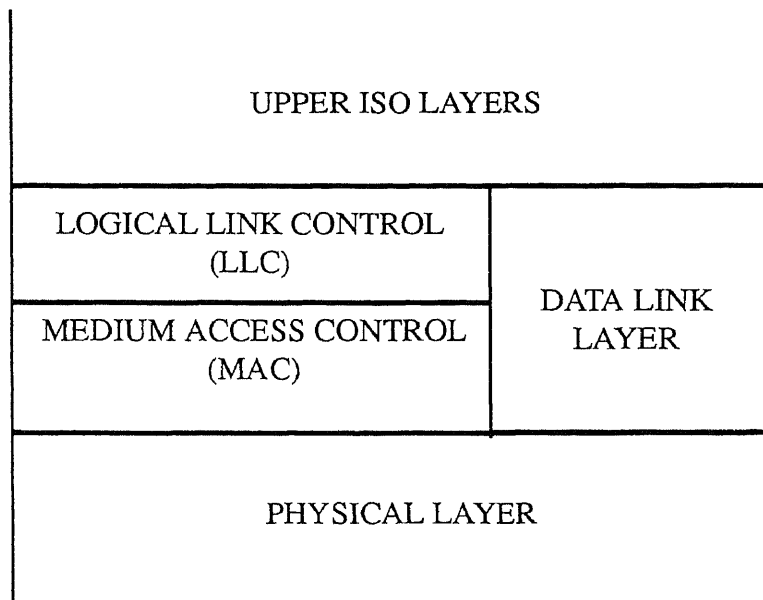 UPPER ISO LAYERS
LOGICAL LINK CONTROL
(LLC)
MEDIUM ACCESS CONTROL
(MAC)
DATA LINK
LAYER
PHYSICAL LAYER